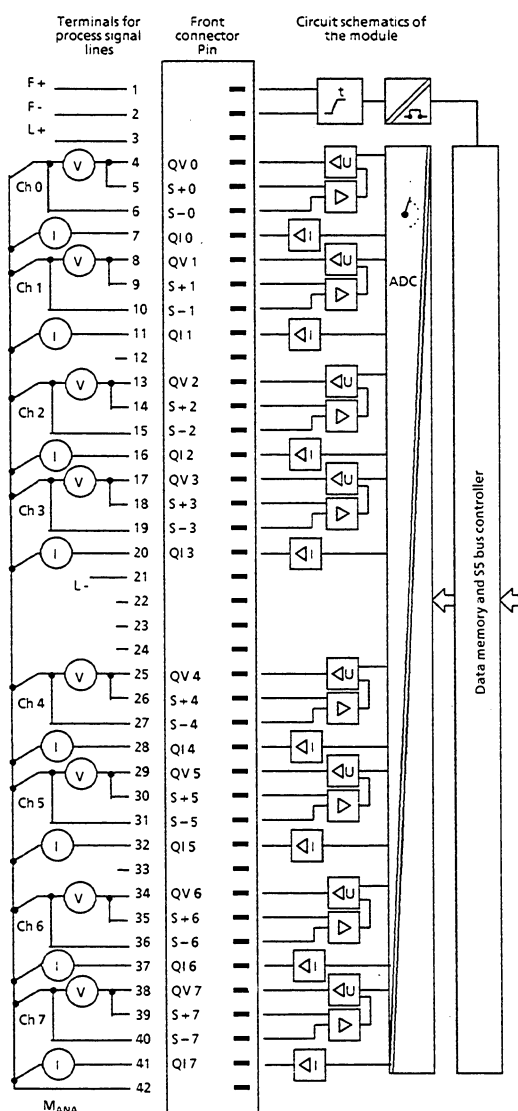 Terminals for process signal lines
Front connector Pin
Circuit schematics of the module
F+ 1
F- 2
L+ 3
t
4 QV 0
5 S+0
6 S-0
Ch 0
7 QI 0
8 QV 1
9 S+1
10 S-1
Ch 1
11 QI 1
12
13 QV 2
14 S+2
15 S-2
Ch 2
16 QI 2
17 QV 3
18 S+3
19 S-3
Ch 3
20 QI 3
21
L-
22
23
24
25 QV 4
26 S+4
27 S-4
Ch 4
28 QI 4
29 QV 5
30 S+5
31 S-5
Ch 5
32 QI 5
33
34 QV 6
35 S+6
36 S-6
Ch 6
37 QI 6
38 QV 7
39 S+7
40 S-7
Ch 7
41 QI 7
42
M ANA
V I V I V I V I V I V I V I V I
U I U I U I U I U I U I U I U I
ADC
Data memory and S5 bus controller